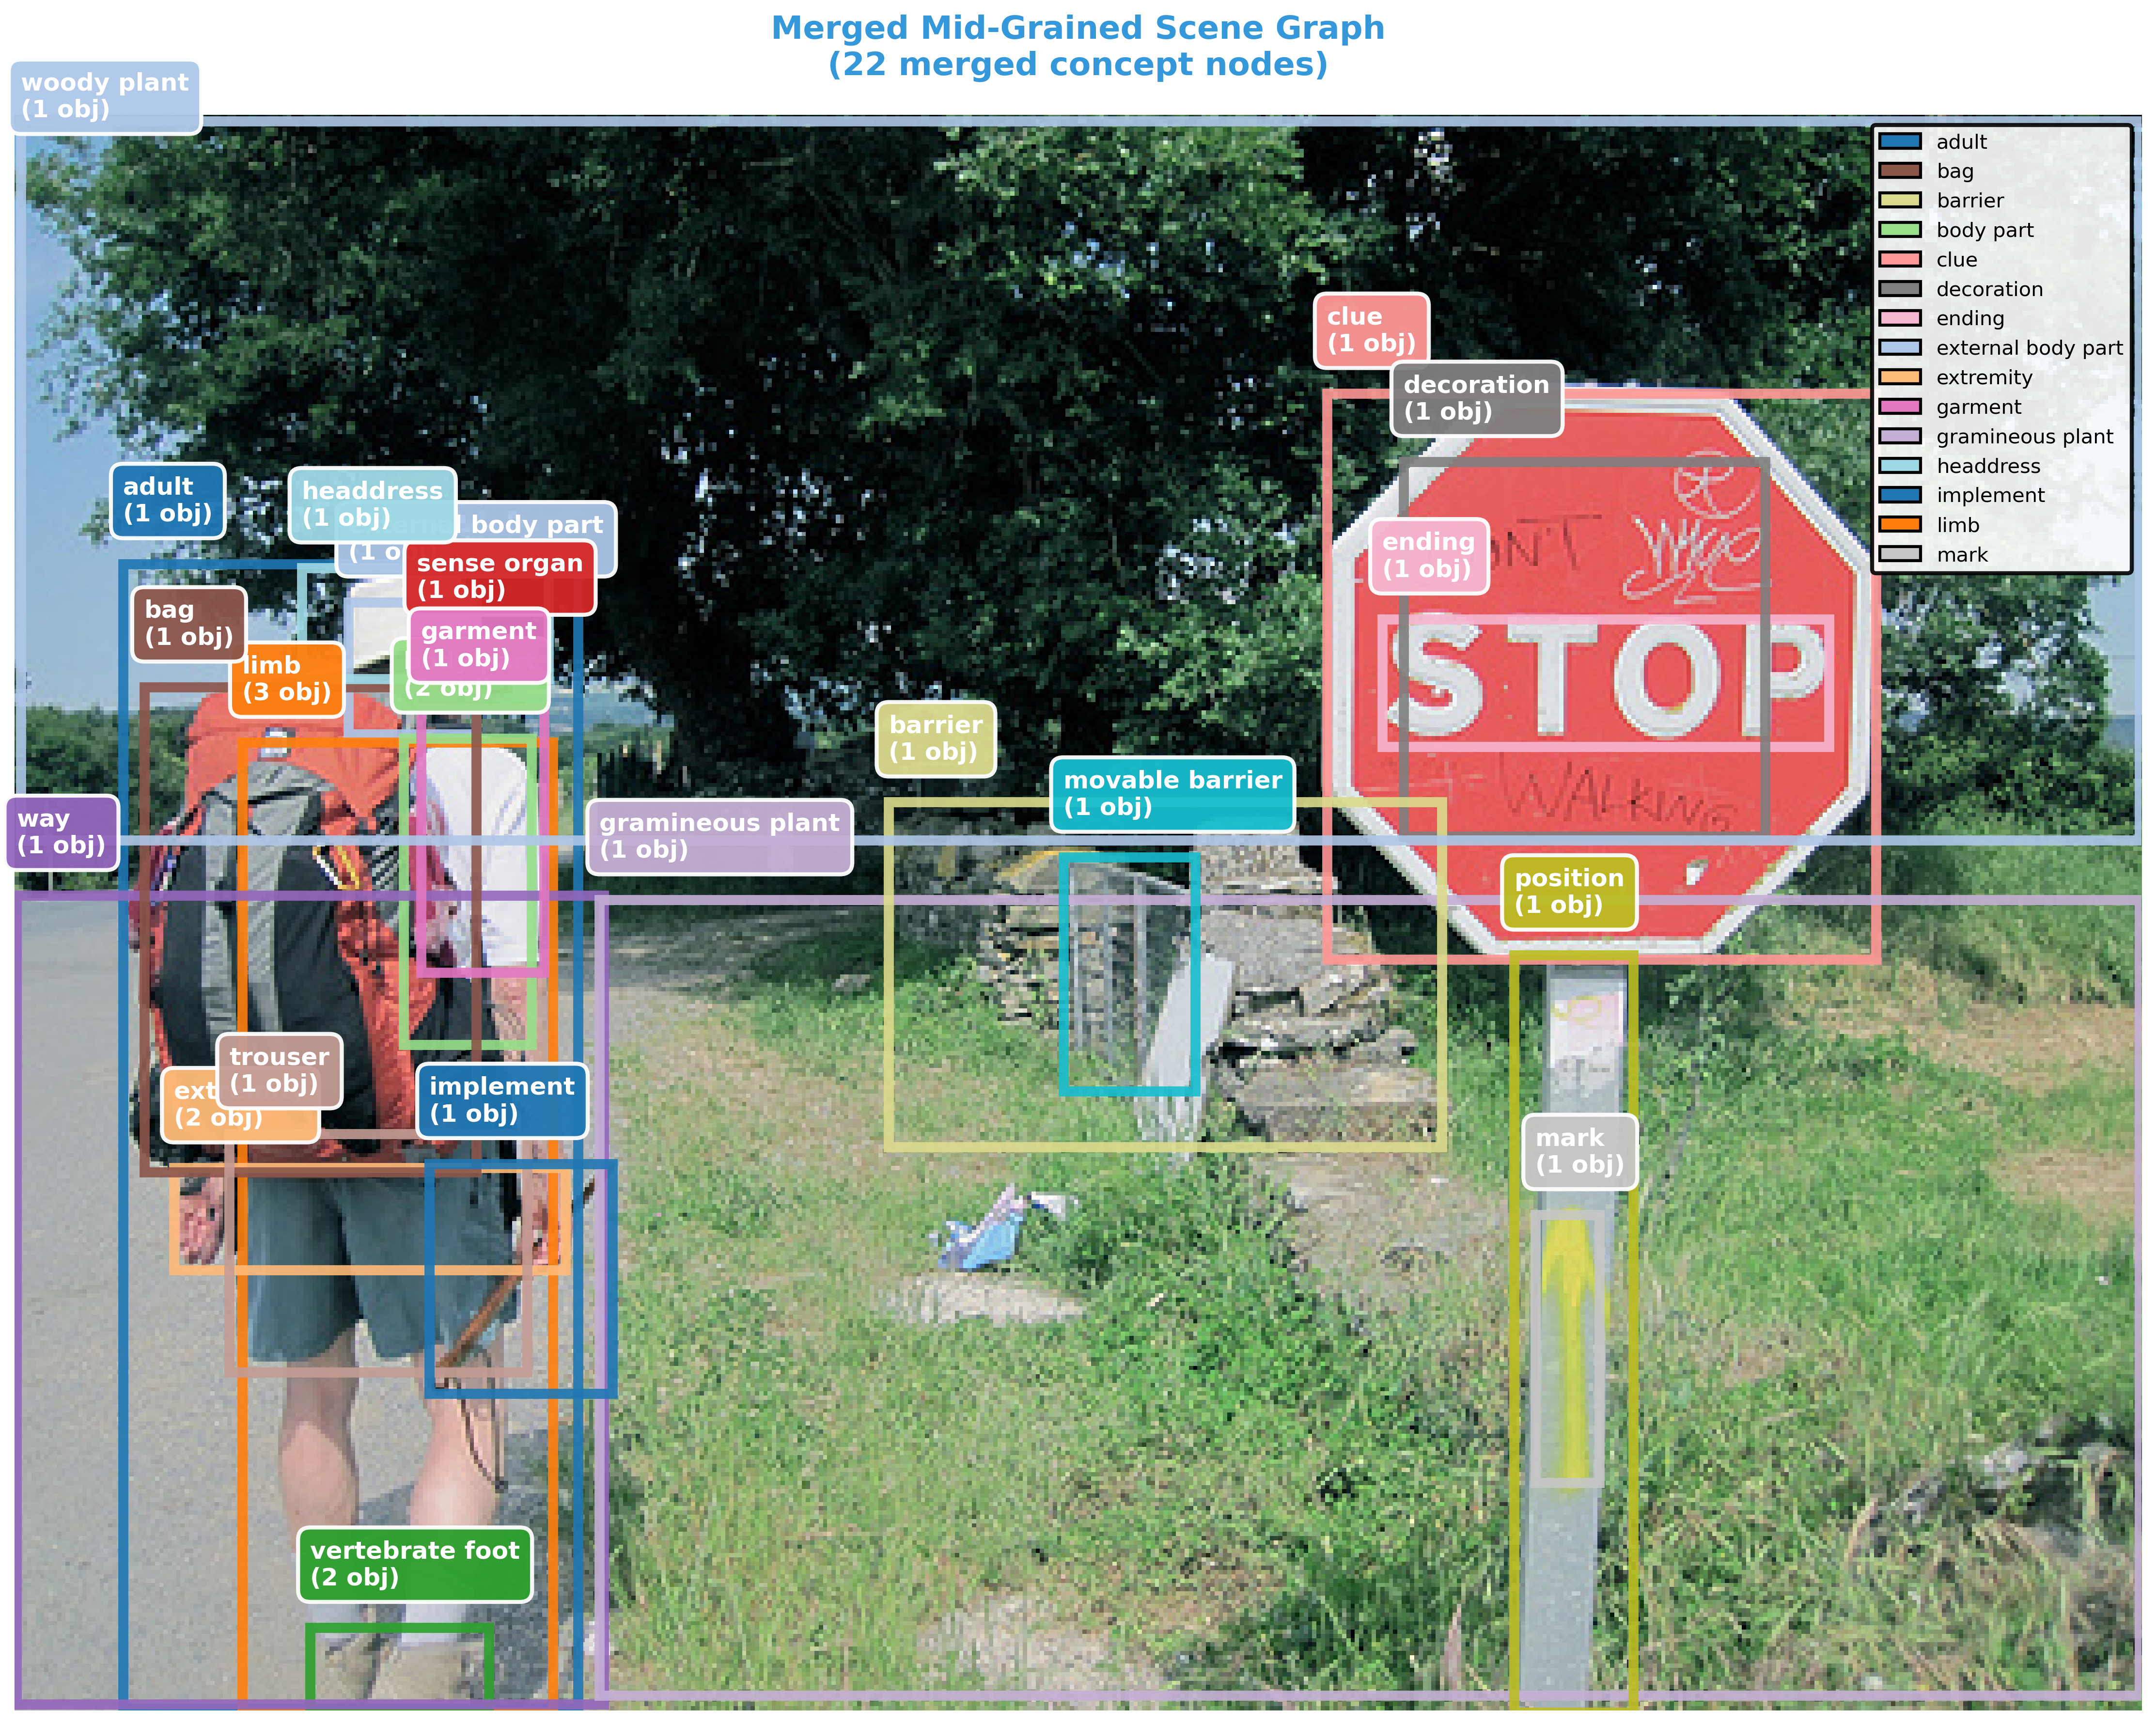 Merged Mid-Grained Scene Graph
(22 merged concept nodes)
woody plant
(1 obj)
adult
bag
barrier
body part
clue
decoration
ending
external body part
extremity
garment
gramineous plant
headdress
implement
limb
mark
clue
(1 obj)
decoration
(1 obj)
adult
(1 obj)
headdress
(1 obj)
body part
sense organ
(1 obj)
ending
(1 obj)
bag
(1 obj)
garment
(1 obj)
limb
(3 obj)
(2 obj)
STOP
barrier
(1 obj)
movable barrier
(1 obj)
WALKING
way
(1 obj)
gramineous plant
(1 obj)
position
(1 obj)
trouser
(1 obj)
(2 obj)
implement
(1 obj)
mark
(1 obj)
vertebrate foot
(2 obj)